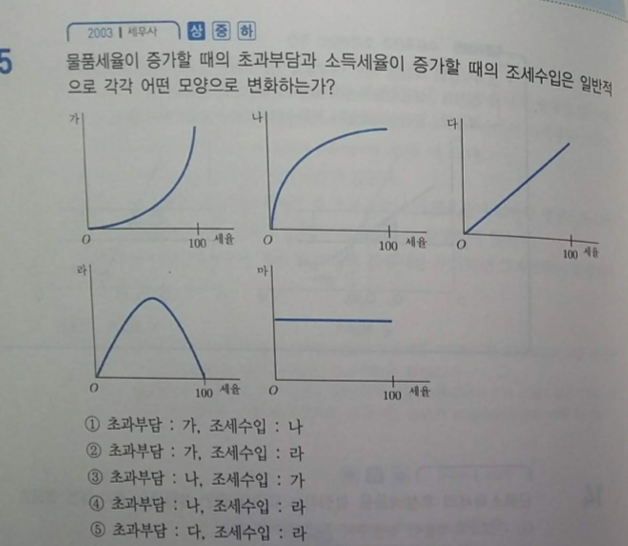 2003 | 세무사 상 중 하
5
물품세율이 증가할 때의 초과부담과 소득세율이 증가할 때의 조세수입은 일반적
으로 각각 어떤 모양으로 변화하는가?
가 나 다
O 100 세율 O 100 세율 O 100 세율
라 마
O 100 세율 O 100 세율
① 초과부담 : 가, 조세수입 : 나
② 초과부담 : 가, 조세수입 : 라
③ 초과부담 : 나, 조세수입 : 가
④ 초과부담 : 나, 조세수입 : 라
⑤ 초과부담 : 다, 조세수입 : 라